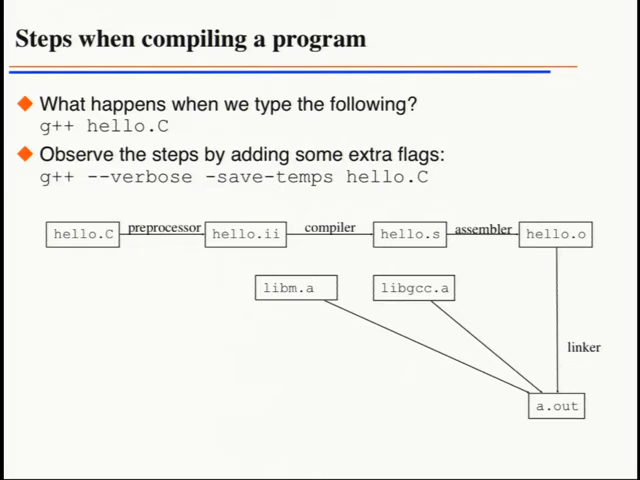 Steps when compiling a program
What happens when we type the following?
g++ hello.C
Observe the steps by adding some extra flags:
g++ --verbose -save-temps hello.C
hello.C preprocessor hello.ii compiler hello.s assembler hello.o
libm.a libgcc.a
linker
a.out